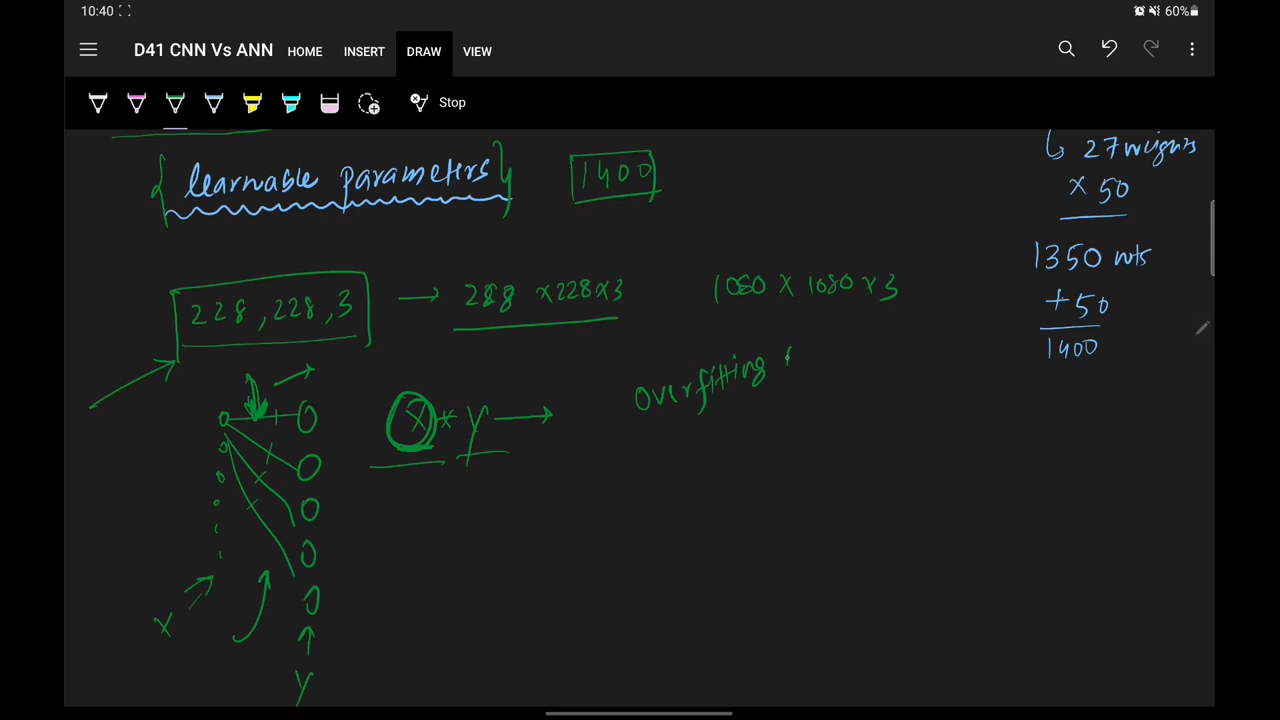 10:40
60%
D41 CNN Vs ANN HOME INSERT DRAW VIEW
Stop
{ learnable parameters } 1400
↳ 27 weights
x 50
1350 wts
+50
1400
228, 228, 3 → 288 x 228 x 3 1080 x 1080 x 3
X * Y →
Overfitting
X
Y